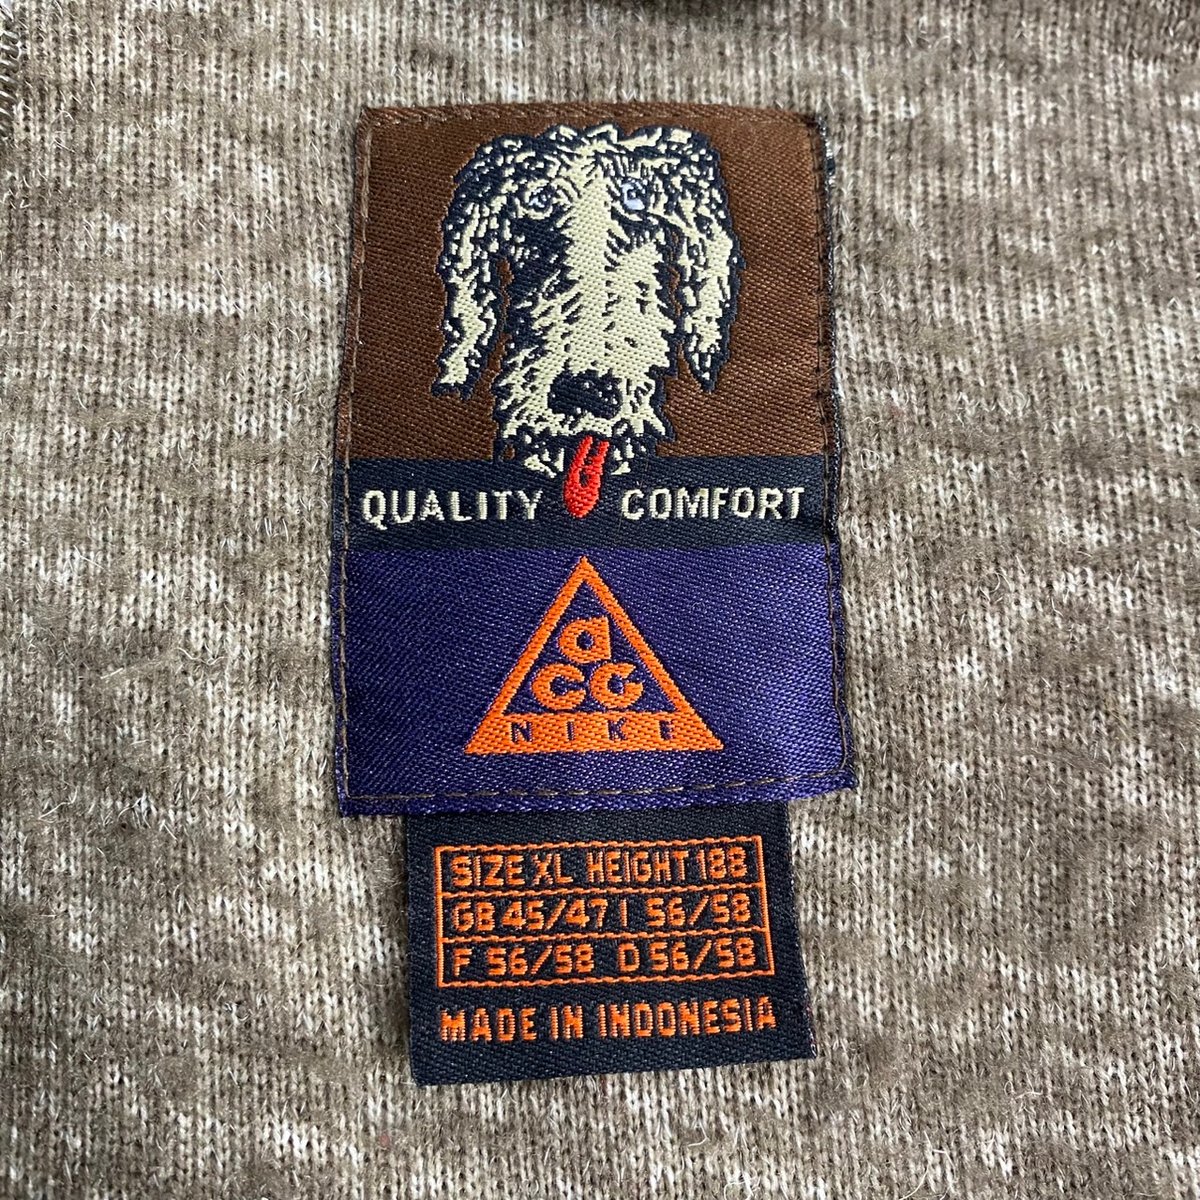 QUALITY COMFORT
a
CG
NIKE
SIZE XL HEIGHT 188
GB 45/47 I 56/58
F 56/58 D 56/58
MADE IN INDONESIA